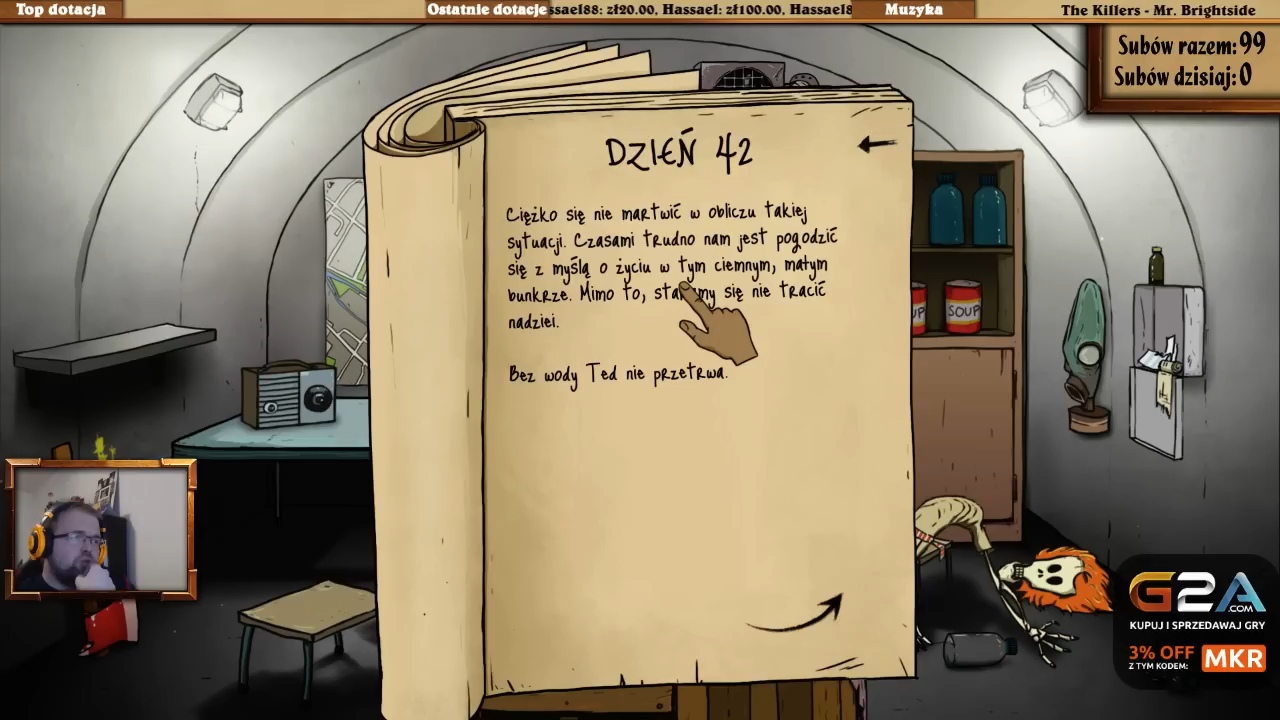 Top dotacja
Ostatnie dotacje
ssael88: zł20.00, Hassael: zł100.00, Hassael8
Muzyka
The Killers - Mr. Brightside
Subów razem: 99
Subów dzisiaj: 0
DZIEŃ 42
Ciężko się nie martwić w obliczu takiej
sytuacji. Czasami trudno nam jest pogodzić
się z myślą o życiu w tym ciemnym, małym
bunkrze. Mimo to, staramy się nie tracić
nadziei.
Bez wody Ted nie przetrwa.
UP
SOUP
G2A
.COM
KUPUJ I SPRZEDAWAJ GRY
3% OFF
Z TYM KODEM:
MKR